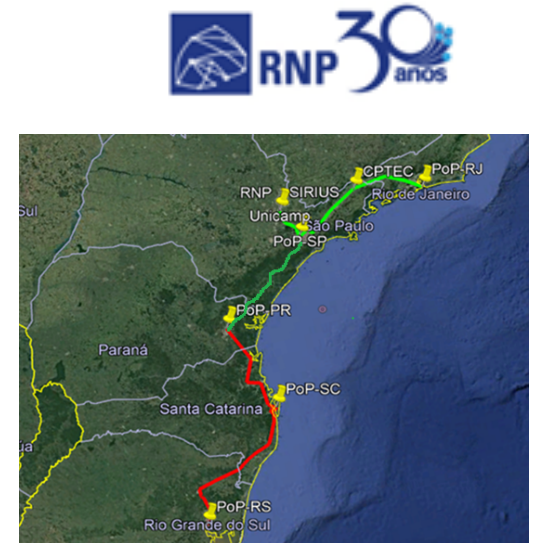 RNP 30
anos
CPTEC PoP-RJ
RNP SIRIUS Rio de Janeiro
Sul
Unicamp São Paulo
PoP-SP
PoP-PR
Paraná
PoP-SC
Santa Catarina
úa
PoP-RS
Rio Grande do Sul